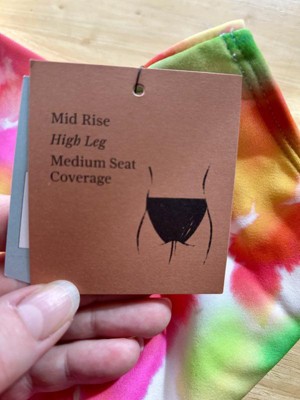 Mid Rise
High Leg
Medium Seat
Coverage